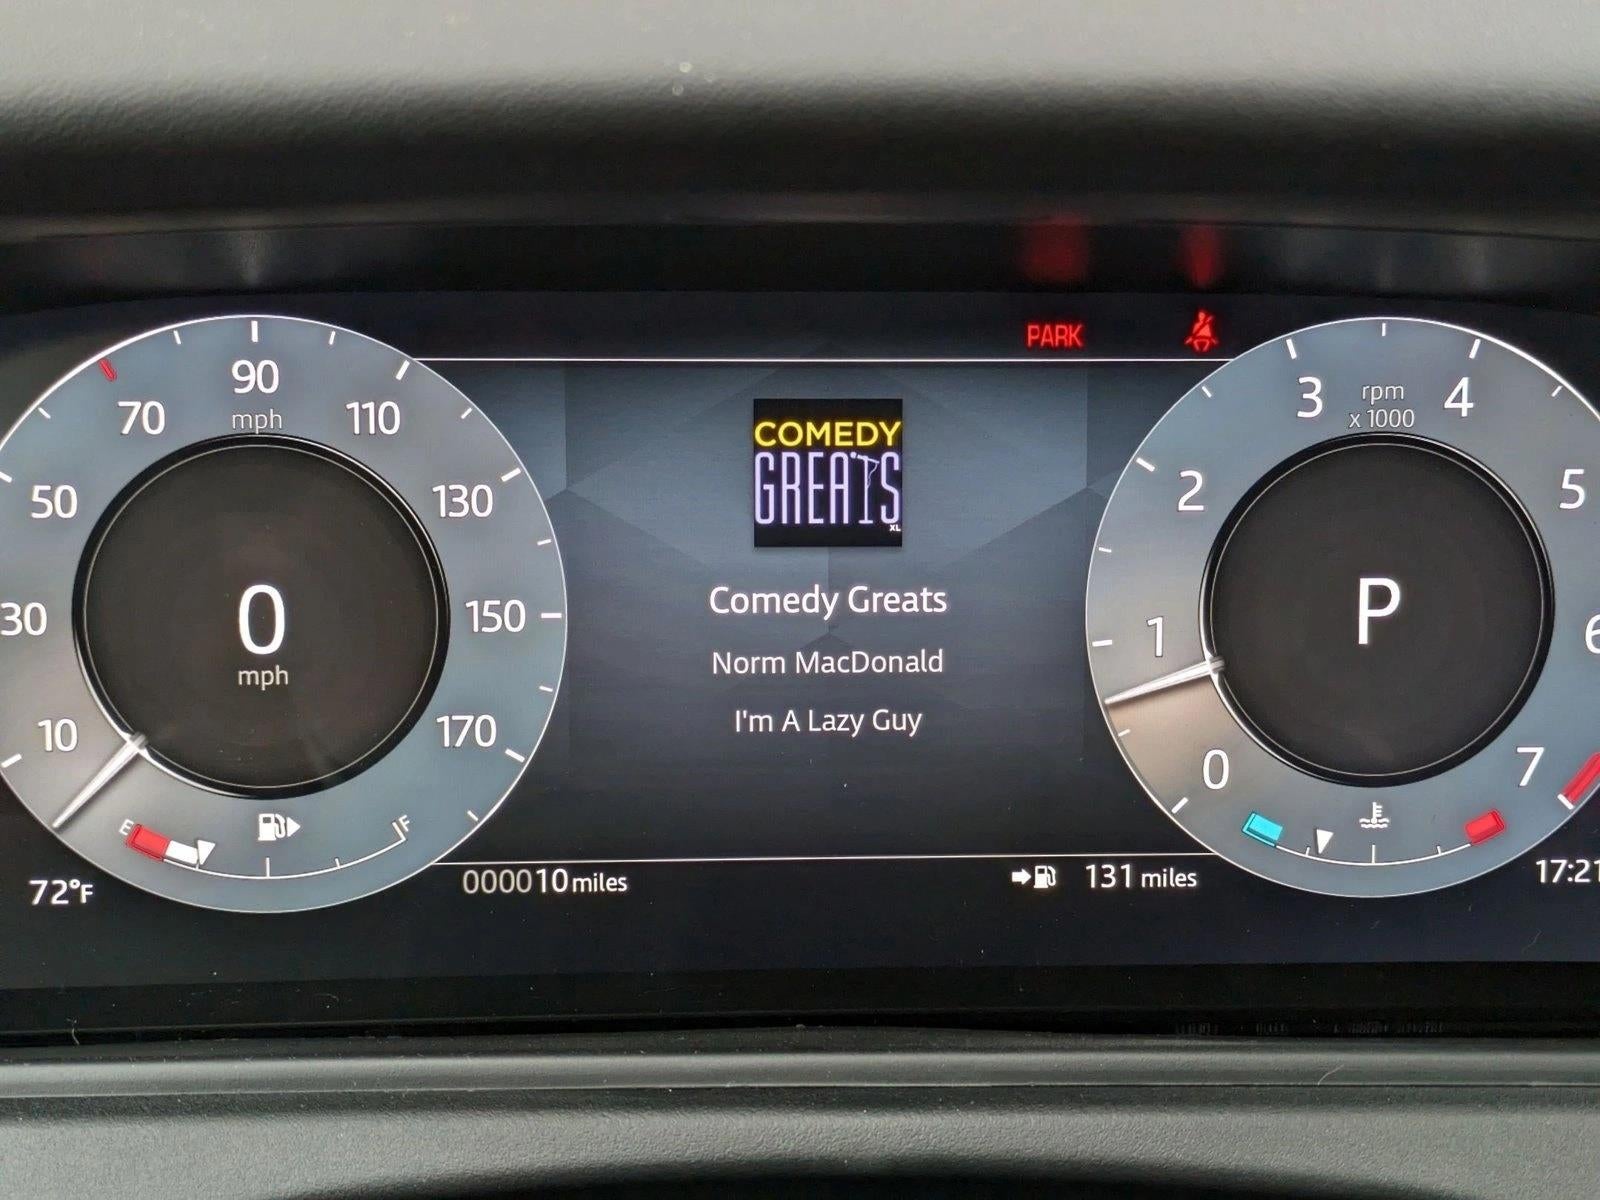 PARK
90
mph
70
110
50
130
30
150
10
170
0
mph
E
F
72°F
COMEDY
GREATS
XL
Comedy Greats
Norm MacDonald
I'm A Lazy Guy
000010 miles
131 miles
rpm
x 1000
3
4
2
5
1
6
0
7
P
17:21